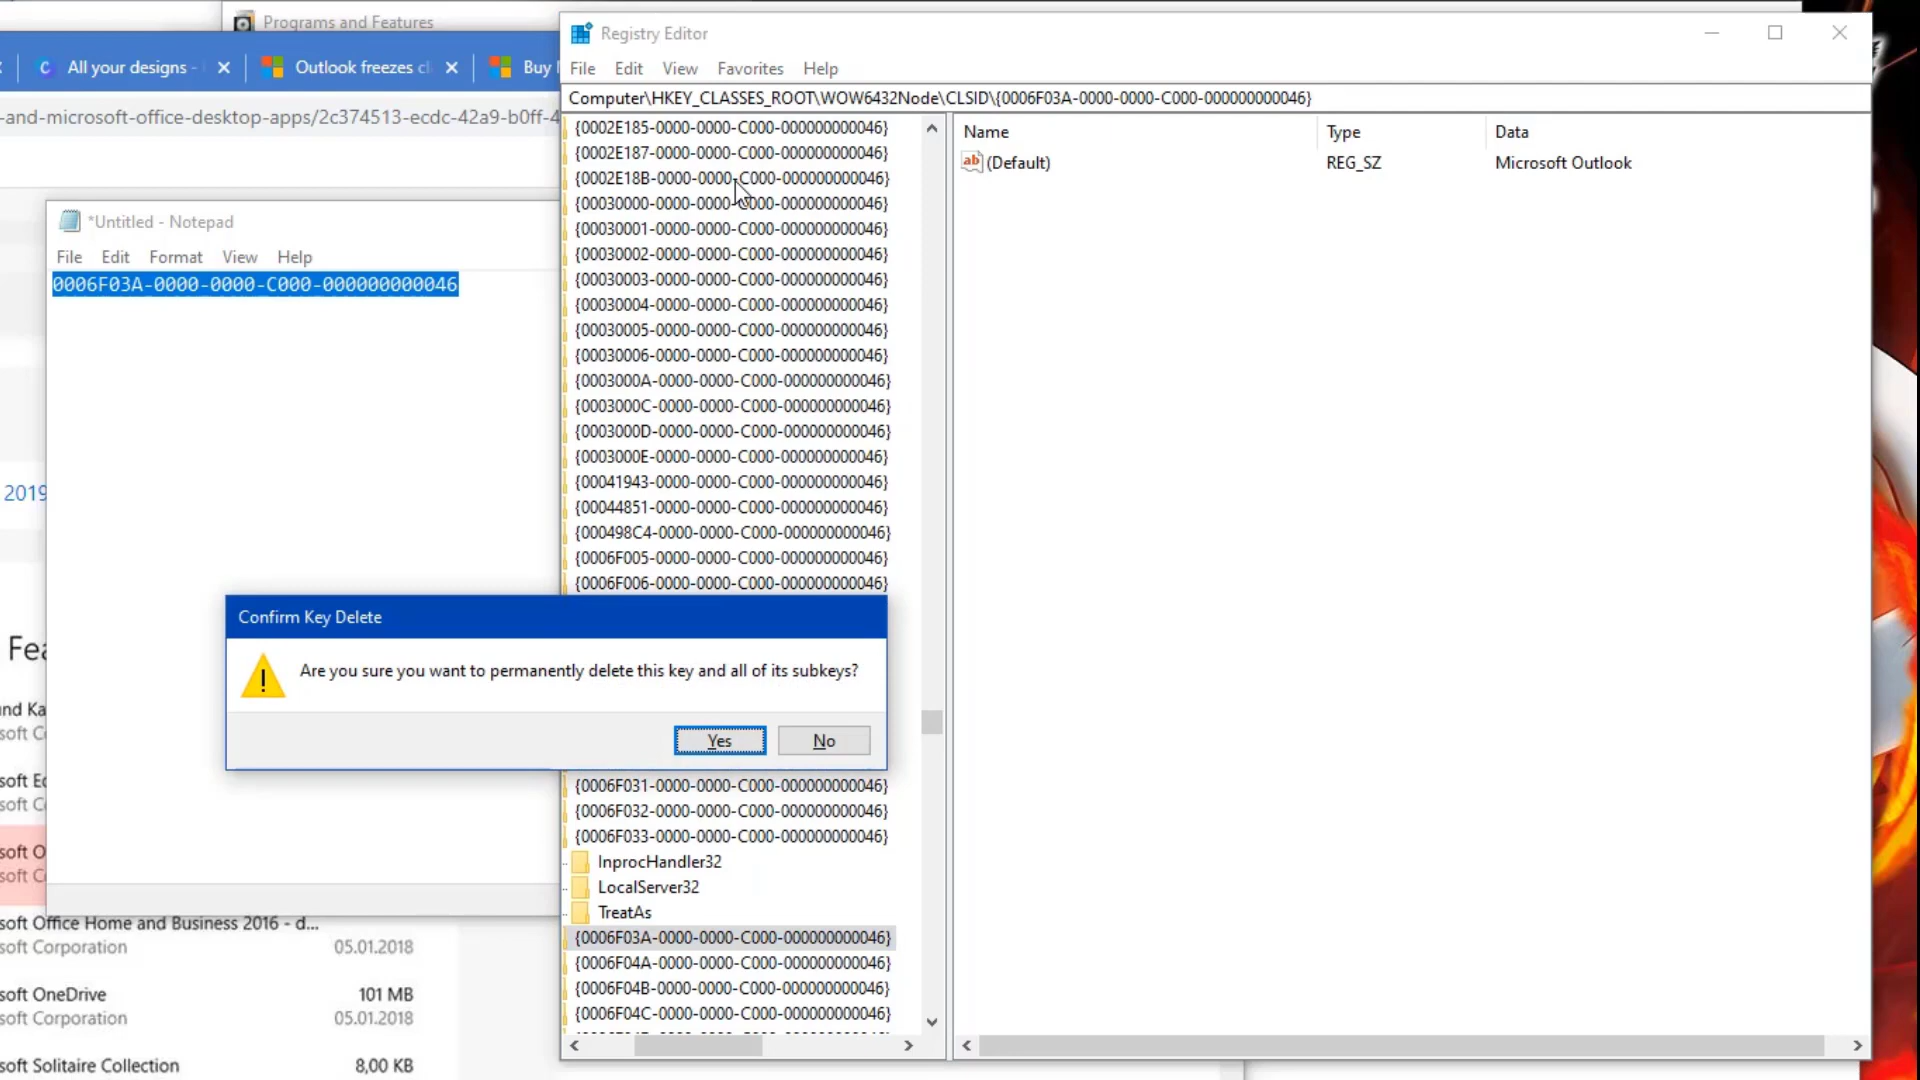 Programs and Features
All your designs -
Outlook freezes cl
Buy
-and-microsoft-office-desktop-apps/2c374513-ecdc-42a9-b0ff-4
*Untitled - Notepad
File Edit Format View Help
0006F03A-0000-0000-C000-000000000046
2019
Registry Editor
File Edit View Favorites Help
Computer\HKEY_CLASSES_ROOT\WOW6432Node\CLSID\{0006F03A-0000-0000-C000-000000000046}
{0002E185-0000-0000-C000-000000000046}
{0002E187-0000-0000-C000-000000000046}
{0002E18B-0000-0000-C000-000000000046}
{00030000-0000-0000-C000-000000000046}
{00030001-0000-0000-C000-000000000046}
{00030002-0000-0000-C000-000000000046}
{00030003-0000-0000-C000-000000000046}
{00030004-0000-0000-C000-000000000046}
{00030005-0000-0000-C000-000000000046}
{00030006-0000-0000-C000-000000000046}
{0003000A-0000-0000-C000-000000000046}
{0003000C-0000-0000-C000-000000000046}
{0003000D-0000-0000-C000-000000000046}
{0003000E-0000-0000-C000-000000000046}
{00041943-0000-0000-C000-000000000046}
{00044851-0000-0000-C000-000000000046}
{000498C4-0000-0000-C000-000000000046}
{0006F005-0000-0000-C000-000000000046}
{0006F006-0000-0000-C000-000000000046}
{0006F031-0000-0000-C000-000000000046}
{0006F032-0000-0000-C000-000000000046}
{0006F033-0000-0000-C000-000000000046}
InprocHandler32
LocalServer32
TreatAs
{0006F03A-0000-0000-C000-000000000046}
{0006F04A-0000-0000-C000-000000000046}
{0006F04B-0000-0000-C000-000000000046}
{0006F04C-0000-0000-C000-000000000046}
Name Type Data
(Default) REG_SZ Microsoft Outlook
Confirm Key Delete
Are you sure you want to permanently delete this key and all of its subkeys?
Yes No
Fea
und Ka
soft Co
soft Ed
soft Co
soft O
soft Co
soft Office Home and Business 2016 - d...
soft Corporation 05.01.2018
soft OneDrive 101 MB
soft Corporation 05.01.2018
soft Solitaire Collection 8,00 KB